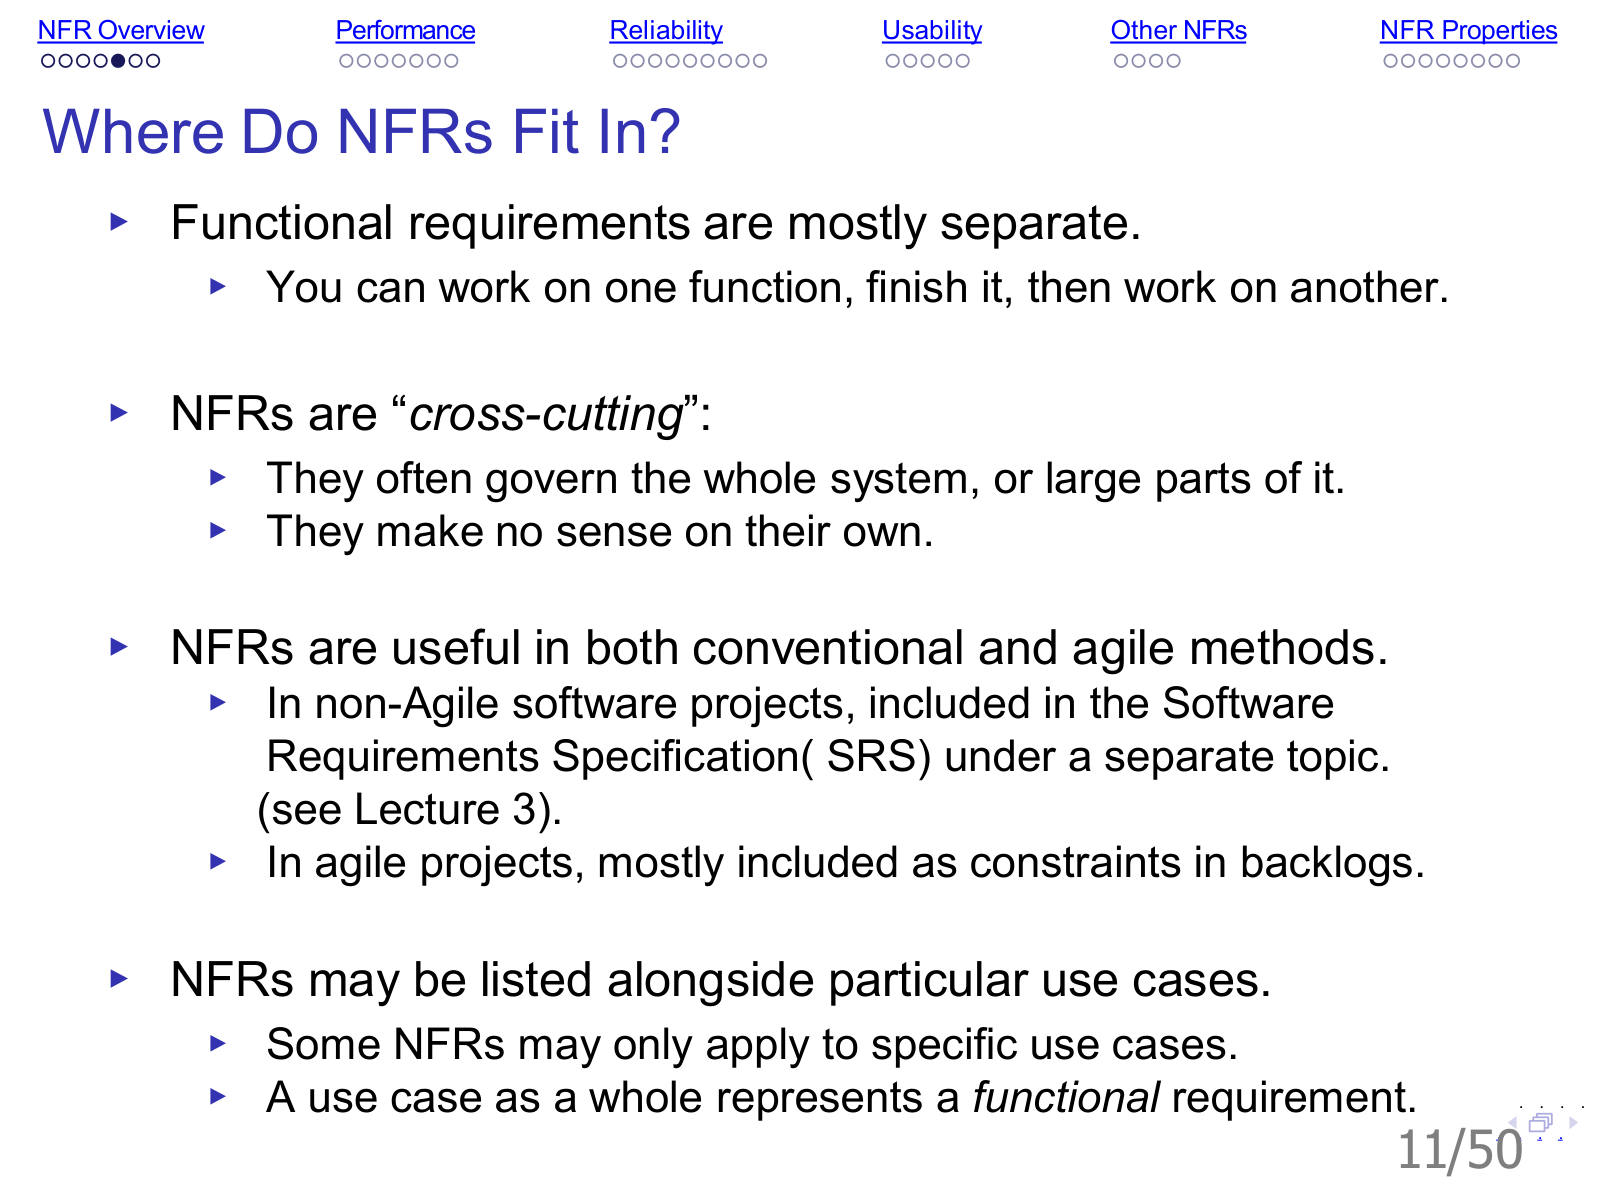 NFR Overview Performance Reliability Usability Other NFRs NFR Properties
Where Do NFRs Fit In?
Functional requirements are mostly separate.
You can work on one function, finish it, then work on another.
NFRs are “cross-cutting”:
They often govern the whole system, or large parts of it.
They make no sense on their own.
NFRs are useful in both conventional and agile methods.
In non-Agile software projects, included in the Software
Requirements Specification( SRS) under a separate topic.
(see Lecture 3).
In agile projects, mostly included as constraints in backlogs.
NFRs may be listed alongside particular use cases.
Some NFRs may only apply to specific use cases.
A use case as a whole represents a functional requirement.
11/50